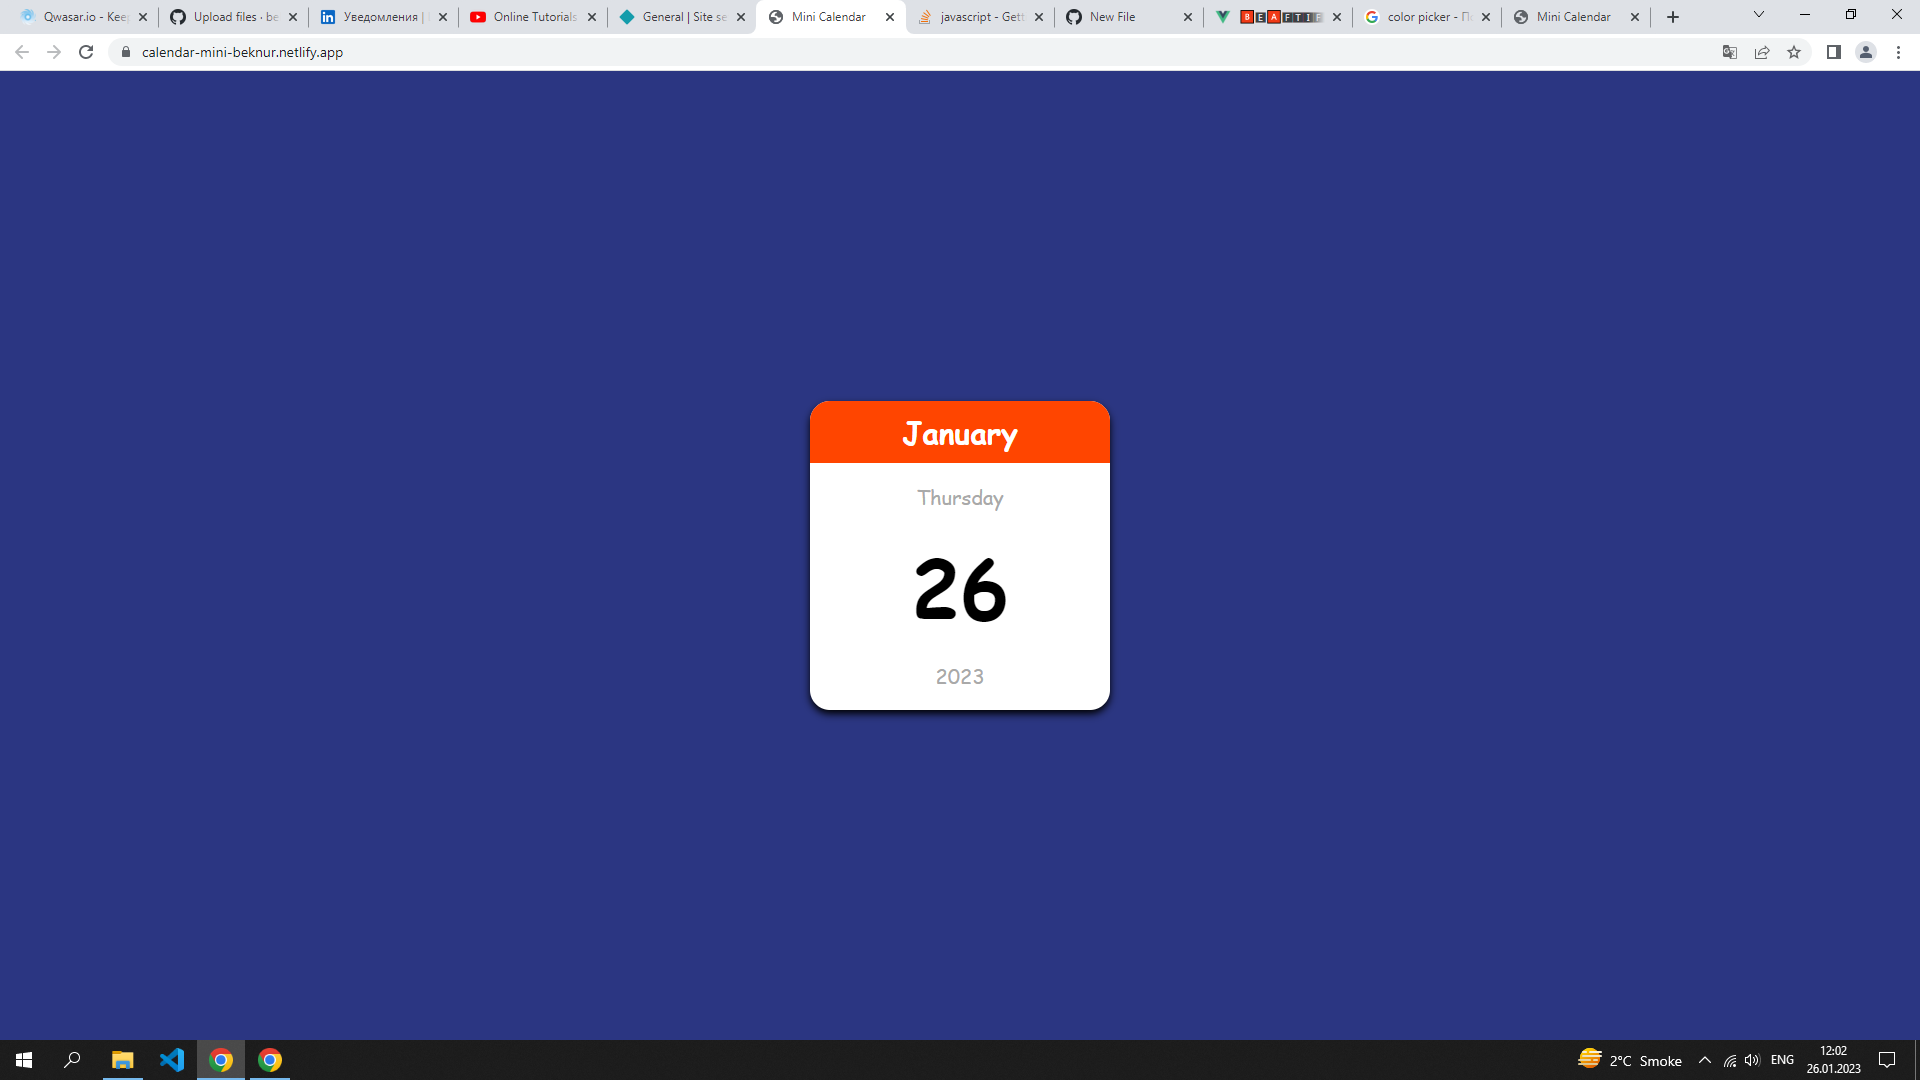 Qwasar.io - Keep
Upload files · be
Уведомления |
Online Tutorials
General | Site se
Mini Calendar
javascript - Gett
New File
B E A F T I F
color picker - По
Mini Calendar
calendar-mini-beknur.netlify.app
January
Thursday
26
2023
2°C Smoke
ENG
12:02
26.01.2023